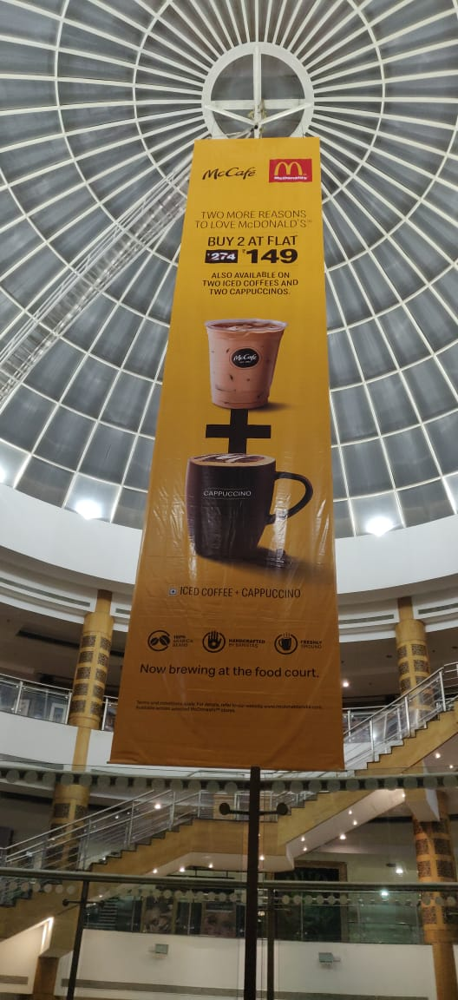 McCafé
McDonald's
TWO MORE REASONS
TO LOVE McDONALD'S
BUY 2 AT FLAT
₹274 ₹149
ALSO AVAILABLE ON
TWO ICED COFFEES AND
TWO CAPPUCCINOS.
McCafé
CAPPUCCINO
ICED COFFEE + CAPPUCCINO
100%
ARABICA
BEANS
HANDCRAFTED
BY BARISTAS
FRESHLY
GROUND
Now brewing at the food court.
Terms and conditions apply. For details, refer to our website www.mcdonaldsindia.com.
Available across selected McDonald's stores.